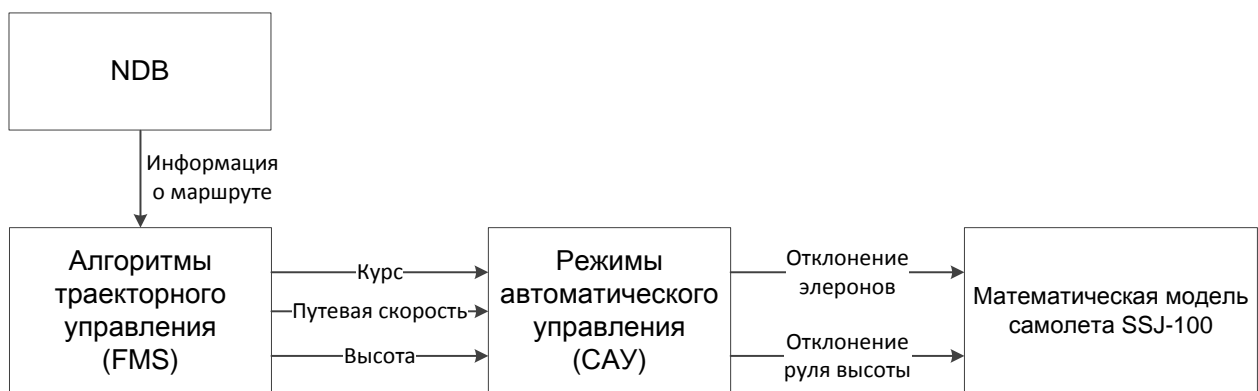 NDB
Информация
о маршруте
Алгоритмы
траекторного
управления
(FMS)
Курс
Путевая скорость
Высота
Режимы
автоматического
управления
(САУ)
Отклонение
элеронов
Отклонение
руля высоты
Математическая модель
самолета SSJ-100